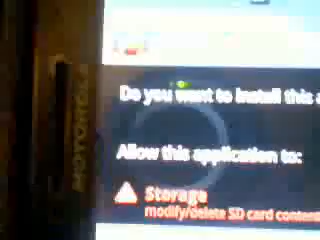 MOTOROLA
Do you want to install this
Allow this application to:
Storage
modify/delete SD card content